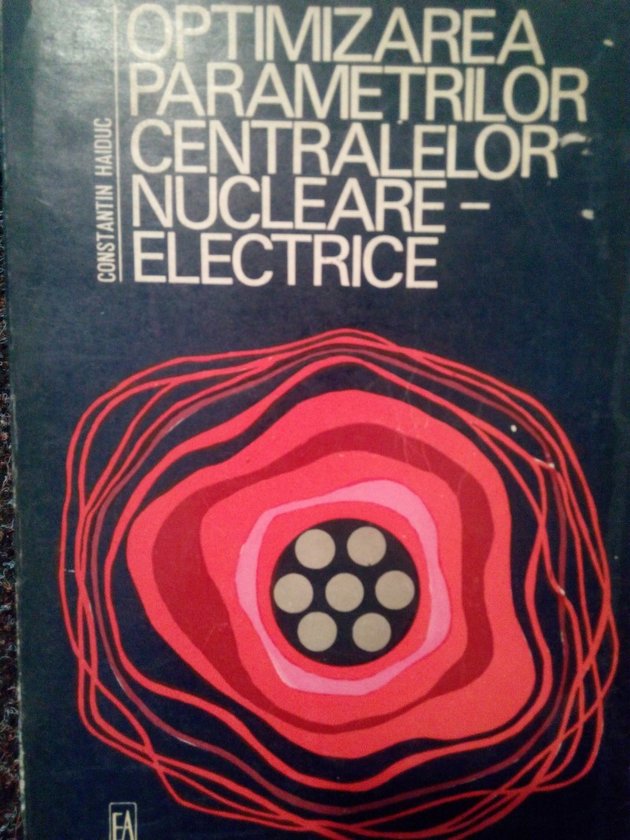 CONSTANTIN HAIDUC
OPTIMIZAREA
PARAMETRILOR
CENTRALELOR
NUCLEARE –
ELECTRICE
EA